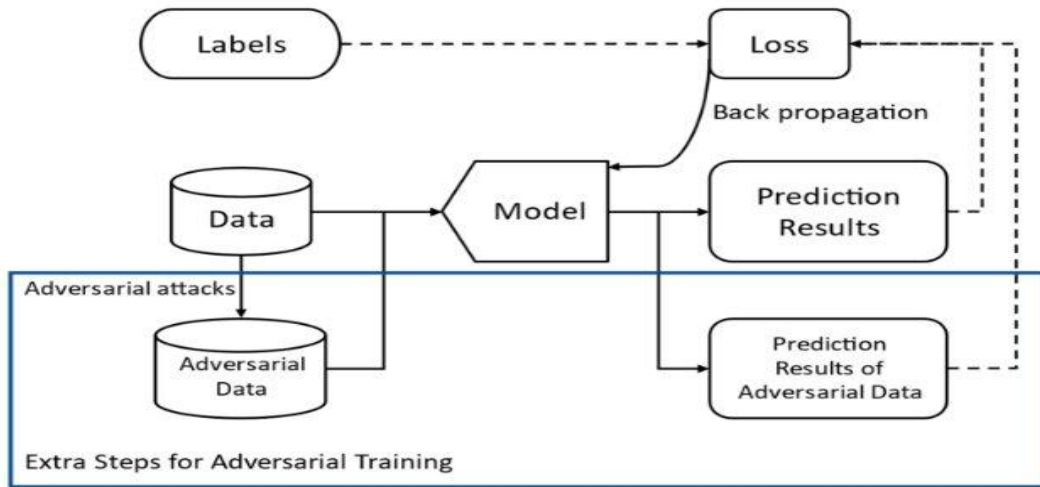 Labels
Loss
Back propagation
Data
Model
Prediction
Results
Adversarial attacks
Adversarial
Data
Prediction
Results of
Adversarial Data
Extra Steps for Adversarial Training